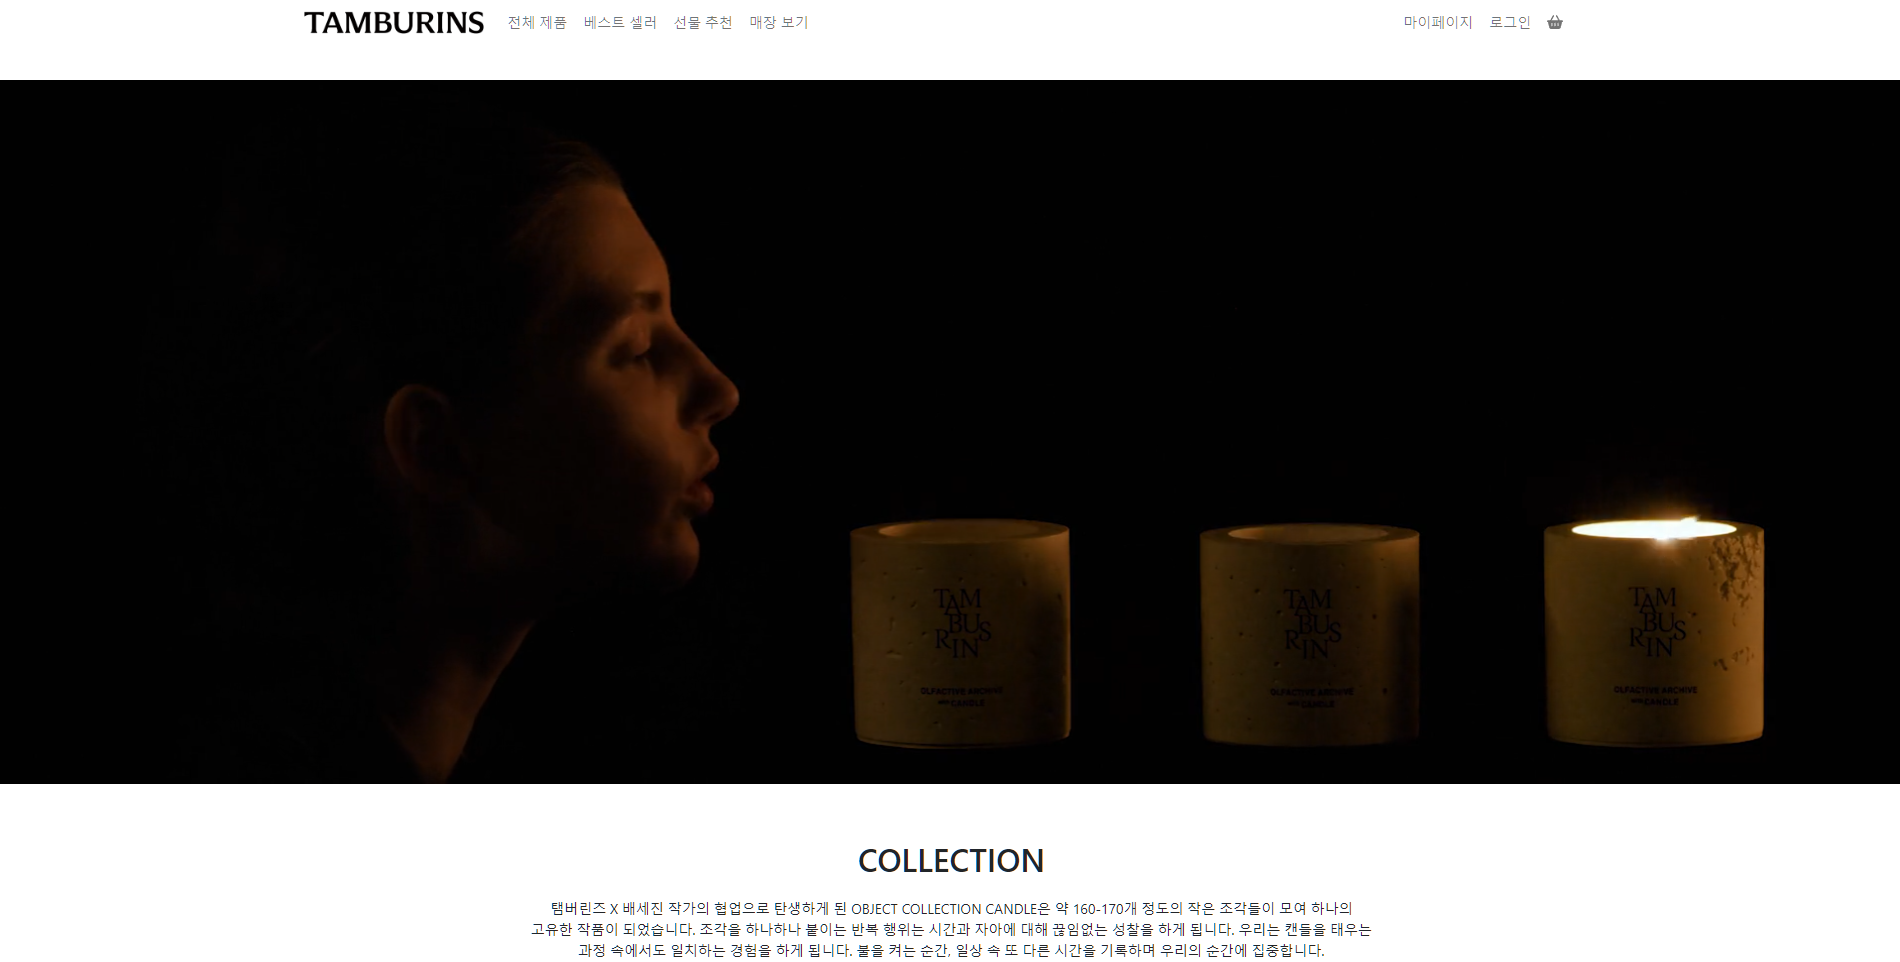 TAMBURINS 전체 제품 베스트 셀러 선물 추천 매장 보기 마이페이지 로그인
TAM
BUS
RIN
OLFACTIVE ARCHIVE
CANDLE
TAM
BUS
RIN
OLFACTIVE ARCHIVE
CANDLE
TAM
BUS
RIN
OLFACTIVE ARCHIVE
CANDLE
COLLECTION
탬버린즈 X 배세진 작가의 협업으로 탄생하게 된 OBJECT COLLECTION CANDLE은 약 160-170개 정도의 작은 조각들이 모여 하나의
고유한 작품이 되었습니다. 조각을 하나하나 붙이는 반복 행위는 시간과 자아에 대해 끊임없는 성찰을 하게 됩니다. 우리는 캔들을 태우는
과정 속에서도 일치하는 경험을 하게 됩니다. 불을 켜는 순간, 일상 속 또 다른 시간을 기록하며 우리의 순간에 집중합니다.